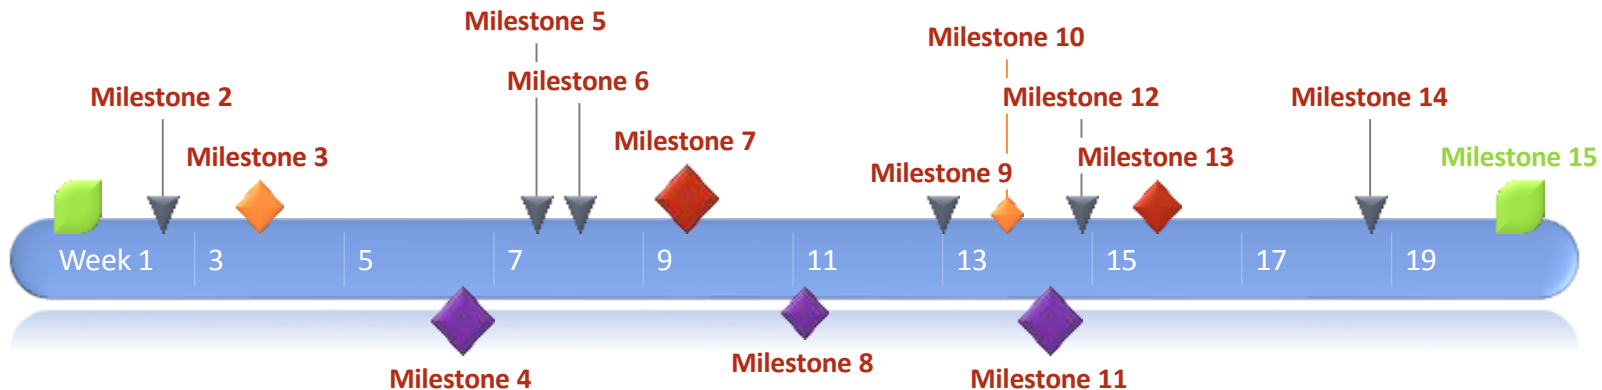 Milestone 5
Milestone 10
Milestone 6
Milestone 2
Milestone 12
Milestone 14
Milestone 7
Milestone 3
Milestone 13
Milestone 15
Milestone 9
Week 1 3 5 7 9 11 13 15 17 19
Milestone 8
Milestone 4
Milestone 11